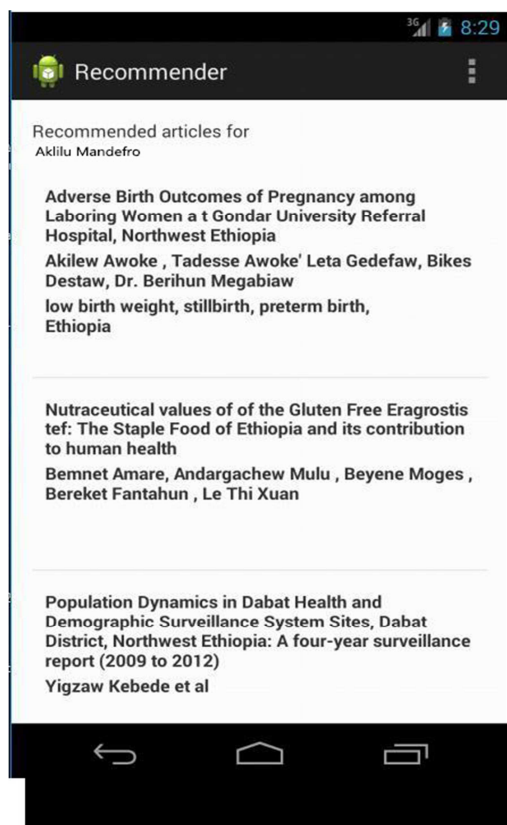 3G 8:29
Recommender
Recommended articles for
Aklilu Mandefro
Adverse Birth Outcomes of Pregnancy among
Laboring Women a t Gondar University Referral
Hospital, Northwest Ethiopia
Akilew Awoke , Tadesse Awoke' Leta Gedefaw, Bikes
Destaw, Dr. Berihun Megabiaw
low birth weight, stillbirth, preterm birth,
Ethiopia
Nutraceutical values of of the Gluten Free Eragrostis
tef: The Staple Food of Ethiopia and its contribution
to human health
Bemnet Amare, Andargachew Mulu , Beyene Moges ,
Bereket Fantahun , Le Thi Xuan
Population Dynamics in Dabat Health and
Demographic Surveillance System Sites, Dabat
District, Northwest Ethiopia: A four-year surveillance
report (2009 to 2012)
Yigzaw Kebede et al